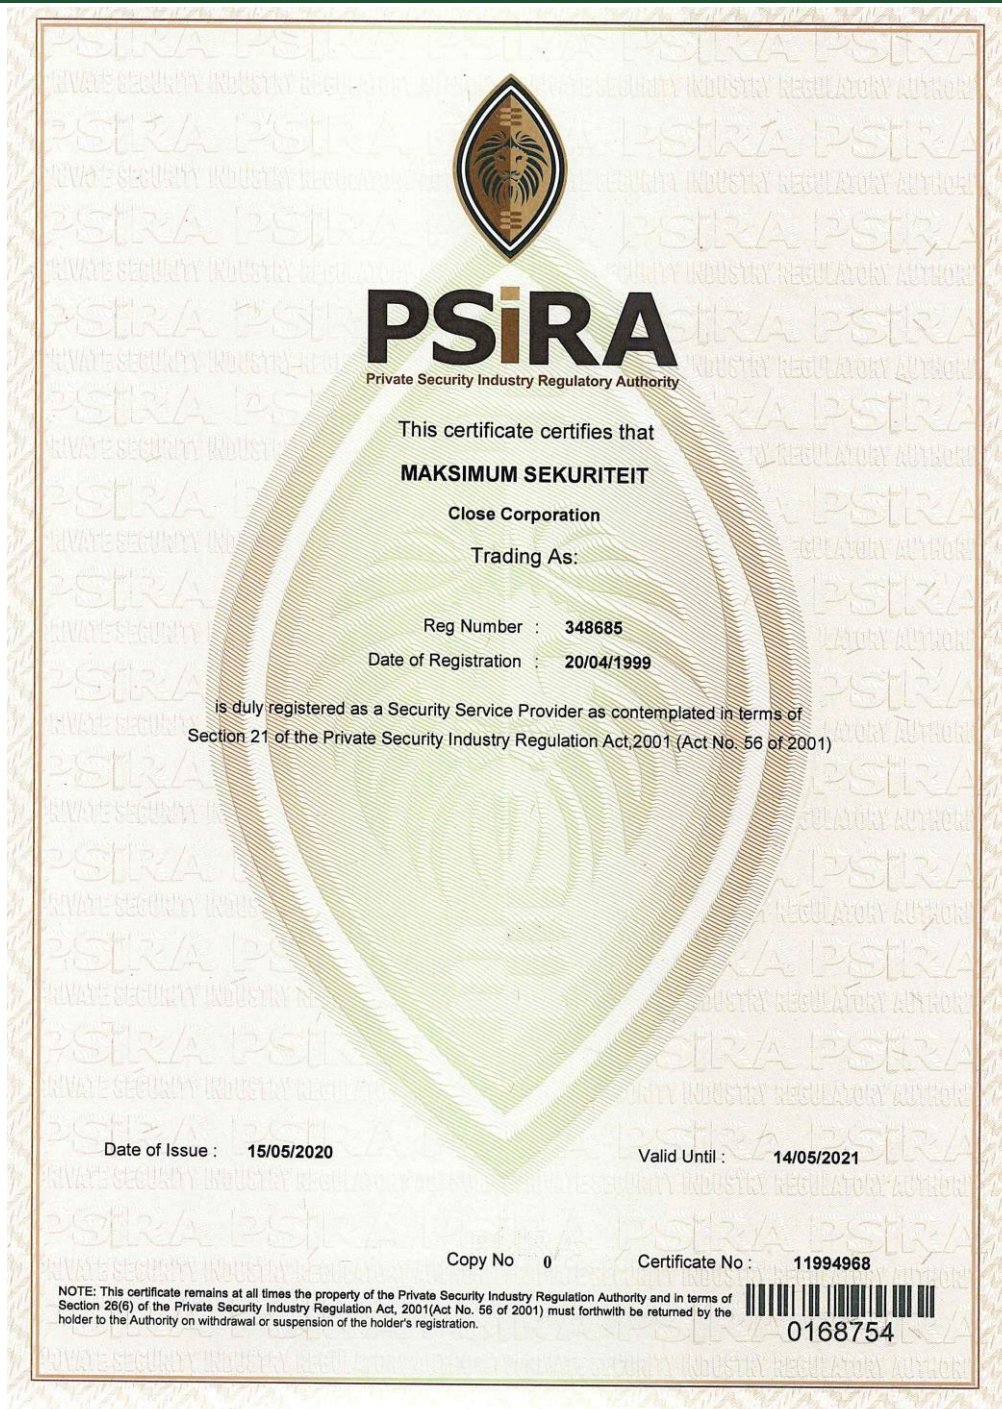 PSiRA
Private Security Industry Regulatory Authority
This certificate certifies that
MAKSIMUM SEKURITEIT
Close Corporation
Trading As:
Reg Number : 348685
Date of Registration : 20/04/1999
is duly registered as a Security Service Provider as contemplated in terms of
Section 21 of the Private Security Industry Regulation Act,2001 (Act No. 56 of 2001)
Date of Issue : 15/05/2020
Valid Until : 14/05/2021
Copy No 0
Certificate No : 11994968
NOTE: This certificate remains at all times the property of the Private Security Industry Regulation Authority and in terms of
Section 26(6) of the Private Security Industry Regulation Act, 2001(Act No. 56 of 2001) must forthwith be returned by the
holder to the Authority on withdrawal or suspension of the holder's registration.
0168754